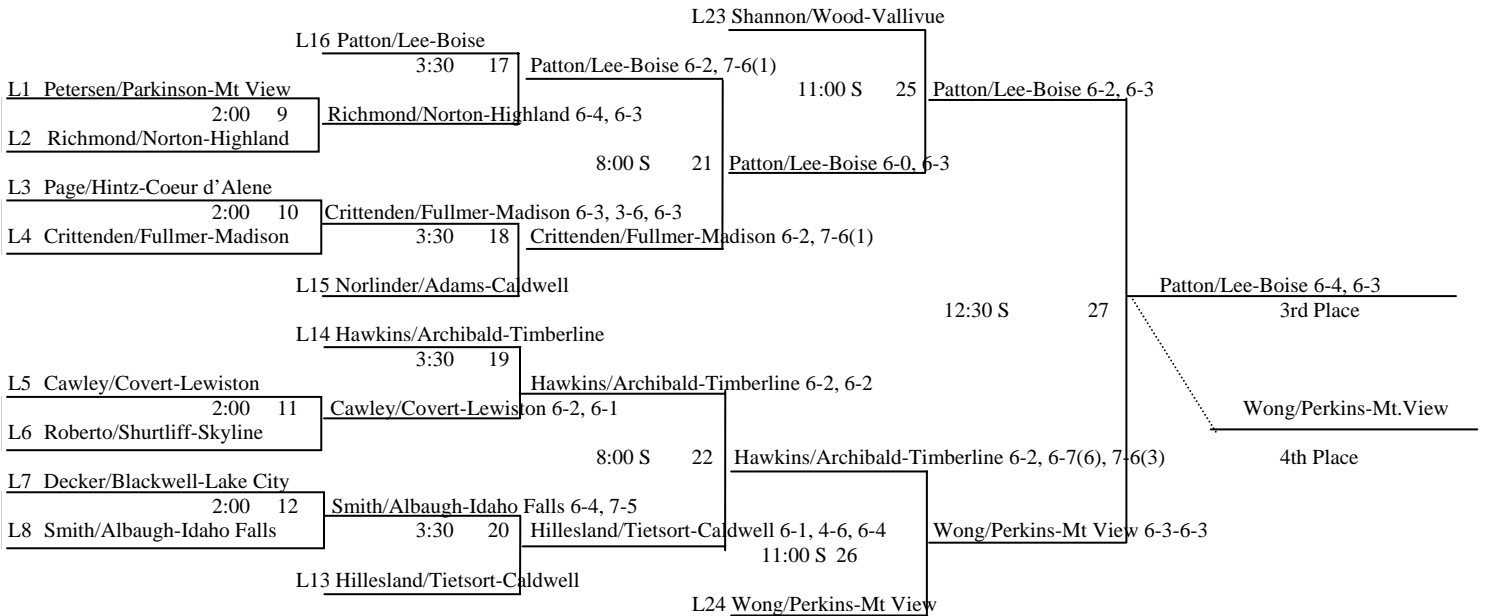 L23 Shannon/Wood-Vallivue
L16 Patton/Lee-Boise
3:30 17 Patton/Lee-Boise 6-2, 7-6(1)
L1 Petersen/Parkinson-Mt View 11:00 S 25 Patton/Lee-Boise 6-2, 6-3
2:00 9 Richmond/Norton-Highland 6-4, 6-3
L2 Richmond/Norton-Highland
8:00 S 21 Patton/Lee-Boise 6-0, 6-3
L3 Page/Hintz-Coeur d’Alene
2:00 10 Crittenden/Fullmer-Madison 6-3, 3-6, 6-3
L4 Crittenden/Fullmer-Madison 3:30 18 Crittenden/Fullmer-Madison 6-2, 7-6(1)
L15 Norlinder/Adams-Caldwell Patton/Lee-Boise 6-4, 6-3
12:30 S 27 3rd Place
L14 Hawkins/Archibald-Timberline
3:30 19
L5 Cawley/Covert-Lewiston Hawkins/Archibald-Timberline 6-2, 6-2
2:00 11 Cawley/Covert-Lewiston 6-2, 6-1 Wong/Perkins-Mt.View
L6 Roberto/Shurtliff-Skyline
8:00 S 22 Hawkins/Archibald-Timberline 6-2, 6-7(6), 7-6(3) 4th Place
L7 Decker/Blackwell-Lake City
2:00 12 Smith/Albaugh-Idaho Falls 6-4, 7-5
L8 Smith/Albaugh-Idaho Falls 3:30 20 Hillesland/Tietsort-Caldwell 6-1, 4-6, 6-4 Wong/Perkins-Mt View 6-3-6-3
11:00 S 26
L13 Hillesland/Tietsort-Caldwell
L24 Wong/Perkins-Mt View